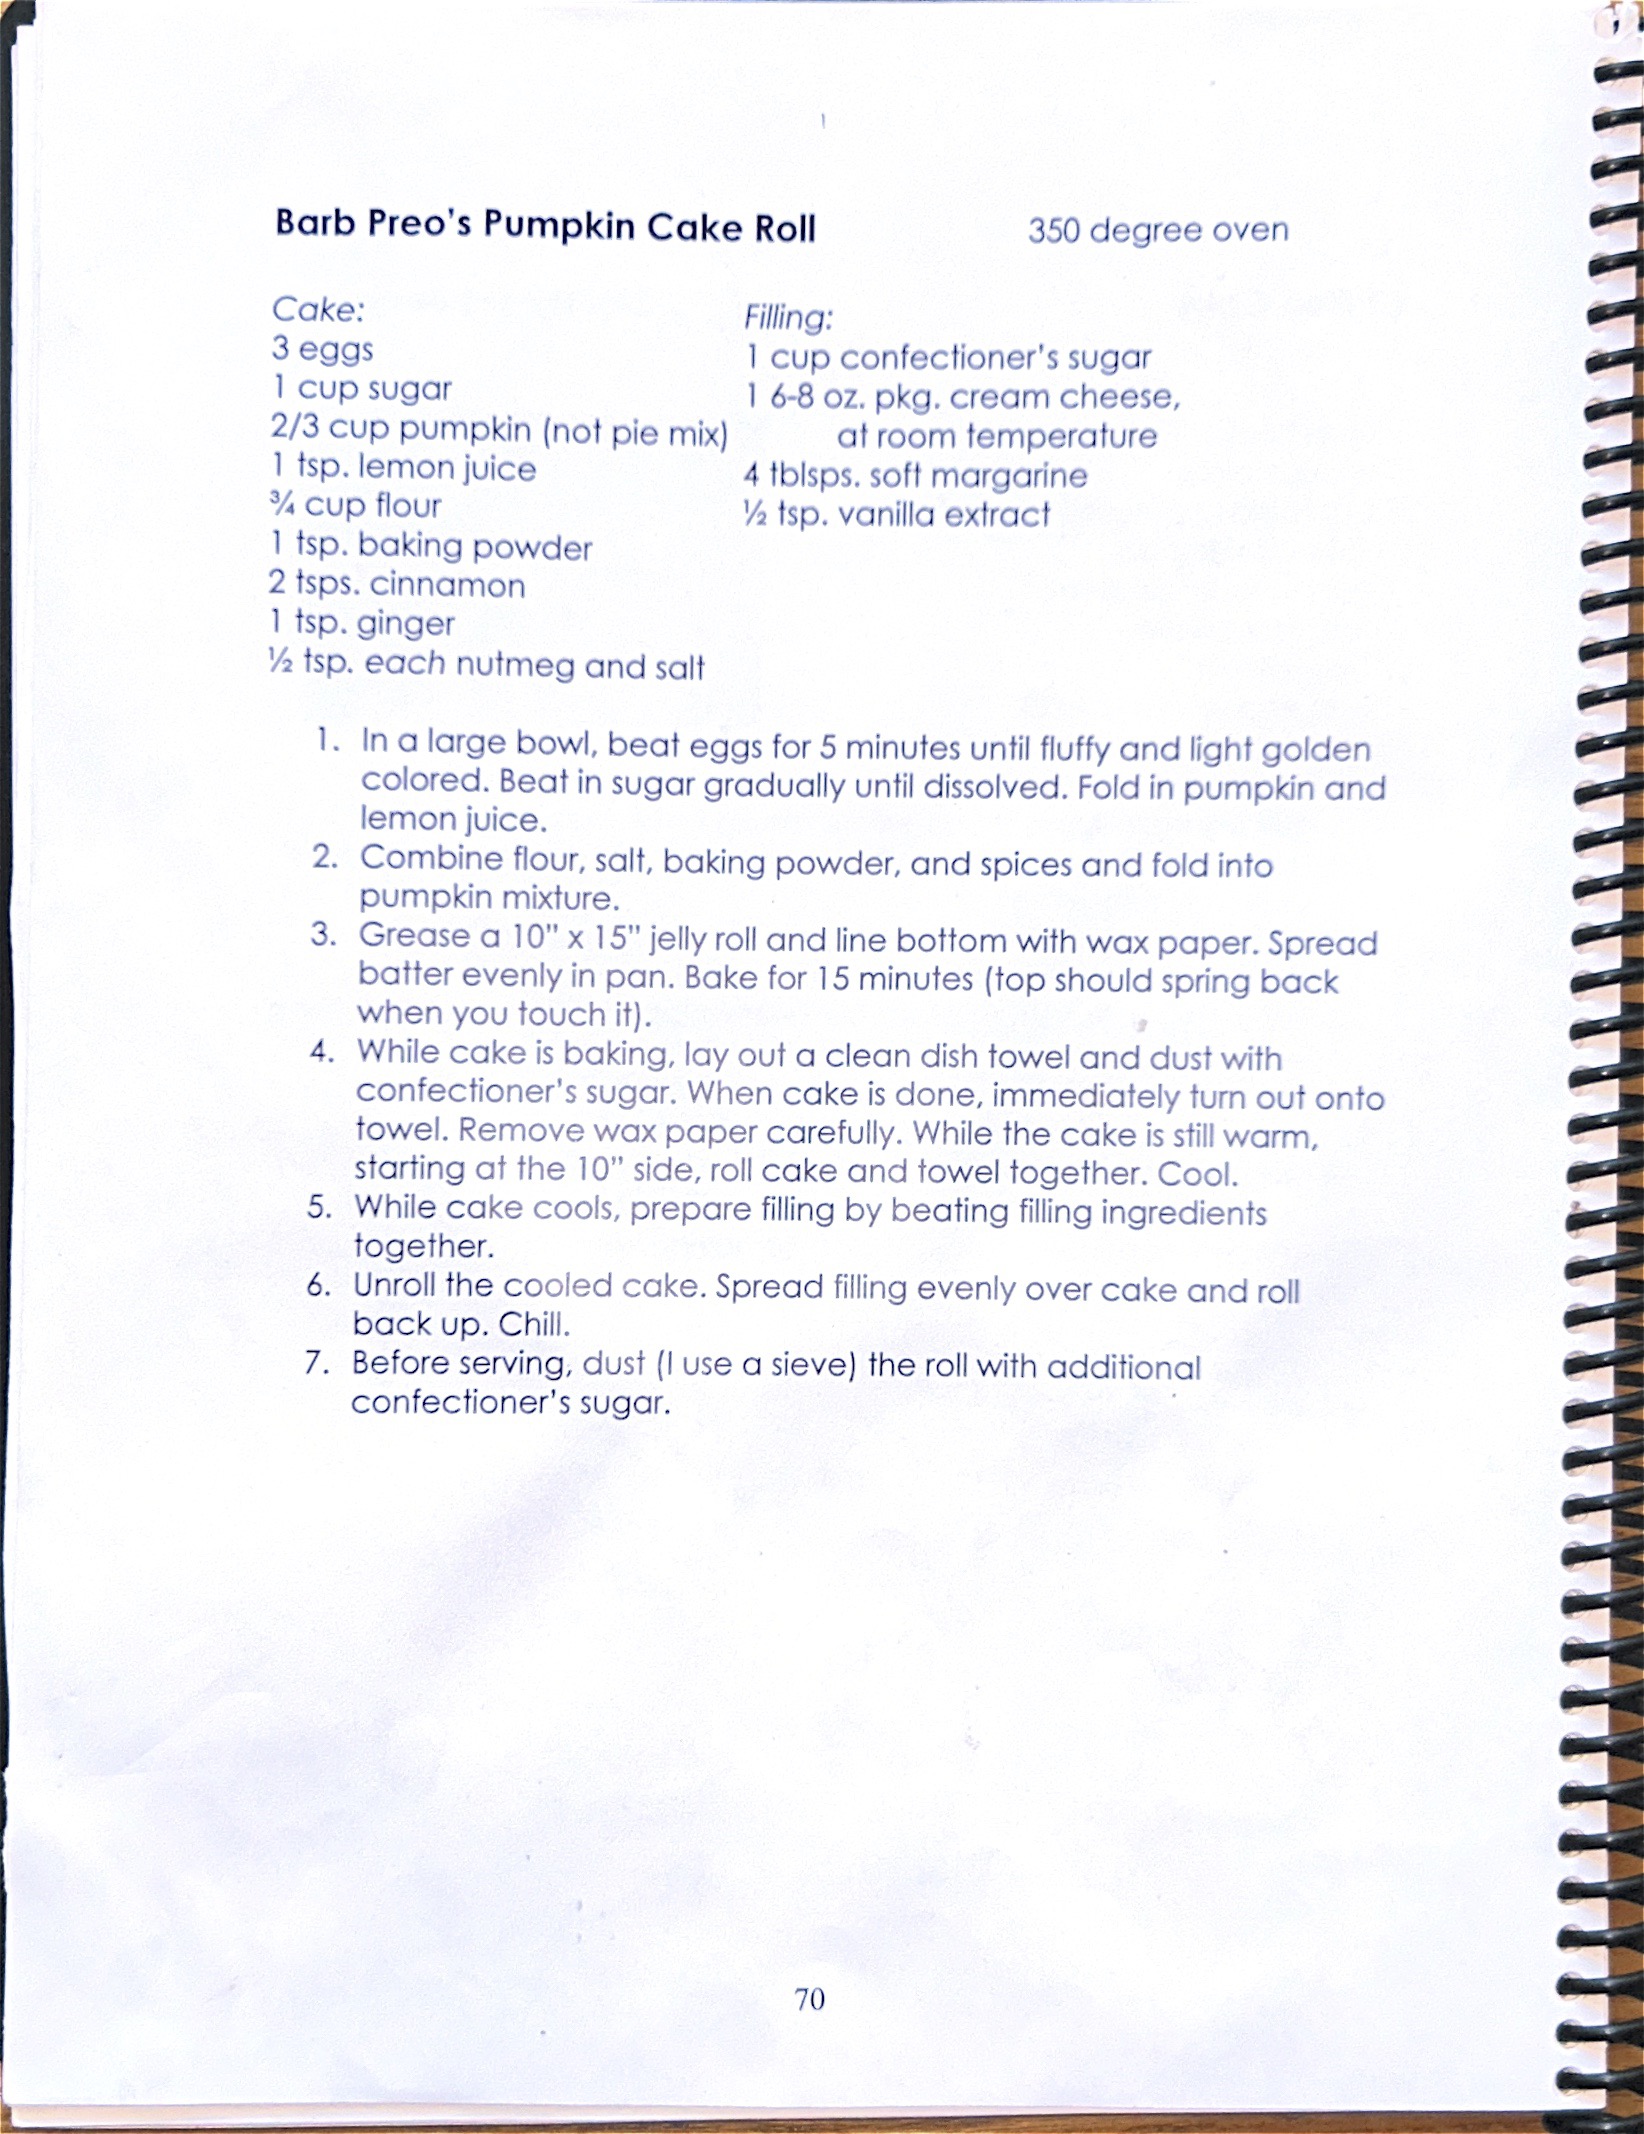 Barb Preo's Pumpkin Cake Roll 350 degree oven
Cake:
3 eggs
1 cup sugar
2/3 cup pumpkin (not pie mix)
1 tsp. lemon juice
¾ cup flour
1 tsp. baking powder
2 tsps. cinnamon
1 tsp. ginger
½ tsp. each nutmeg and salt
Filling:
1 cup confectioner's sugar
1 6-8 oz. pkg. cream cheese,
at room temperature
4 tblsps. soft margarine
½ tsp. vanilla extract
1. In a large bowl, beat eggs for 5 minutes until fluffy and light golden
colored. Beat in sugar gradually until dissolved. Fold in pumpkin and
lemon juice.
2. Combine flour, salt, baking powder, and spices and fold into
pumpkin mixture.
3. Grease a 10" x 15" jelly roll and line bottom with wax paper. Spread
batter evenly in pan. Bake for 15 minutes (top should spring back
when you touch it).
4. While cake is baking, lay out a clean dish towel and dust with
confectioner's sugar. When cake is done, immediately turn out onto
towel. Remove wax paper carefully. While the cake is still warm,
starting at the 10" side, roll cake and towel together. Cool.
5. While cake cools, prepare filling by beating filling ingredients
together.
6. Unroll the cooled cake. Spread filling evenly over cake and roll
back up. Chill.
7. Before serving, dust (I use a sieve) the roll with additional
confectioner's sugar.
70